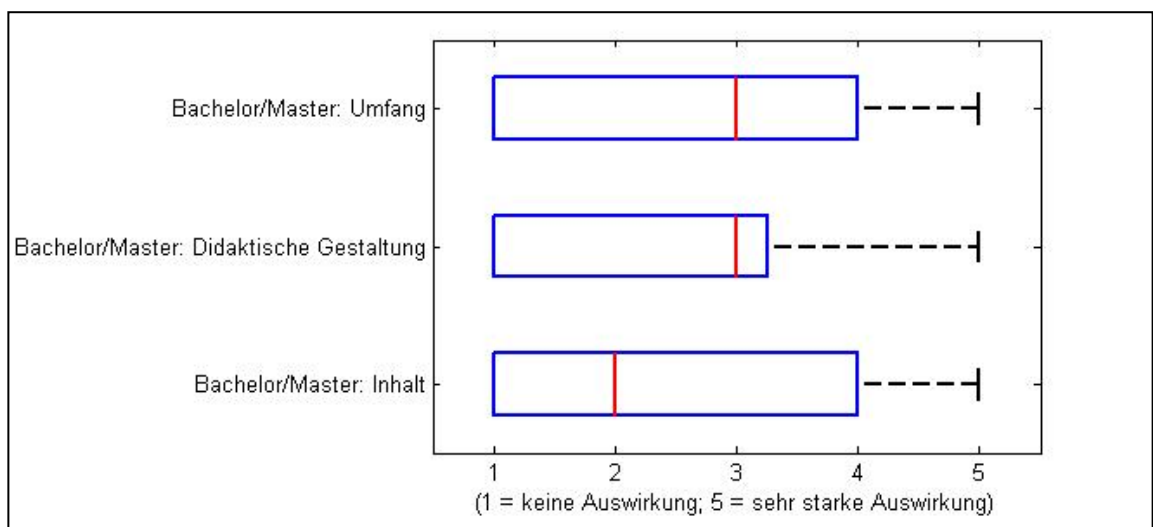 Bachelor/Master: Umfang
Bachelor/Master: Didaktische Gestaltung
Bachelor/Master: Inhalt
1 2 3 4 5
(1 = keine Auswirkung; 5 = sehr starke Auswirkung)